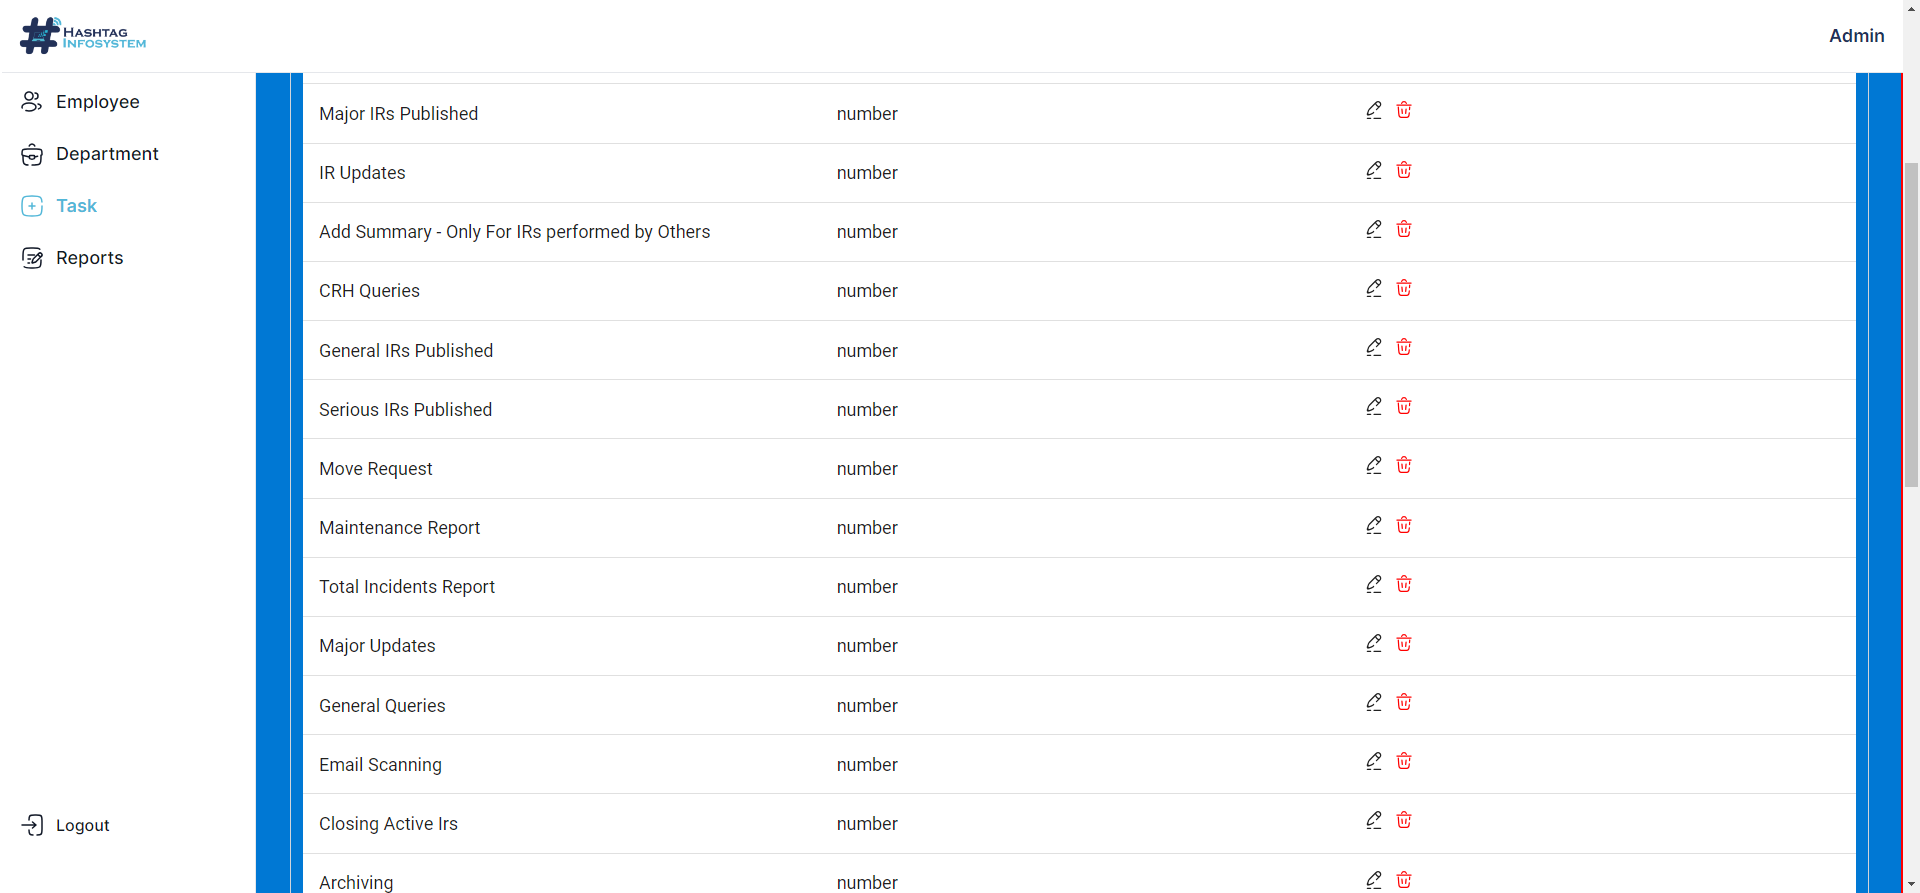 HASHTAG
INFOSYSTEM
Admin
Employee
Department
Task
Reports
Logout
Major IRs Published number
IR Updates number
Add Summary - Only For IRs performed by Others number
CRH Queries number
General IRs Published number
Serious IRs Published number
Move Request number
Maintenance Report number
Total Incidents Report number
Major Updates number
General Queries number
Email Scanning number
Closing Active Irs number
Archiving number